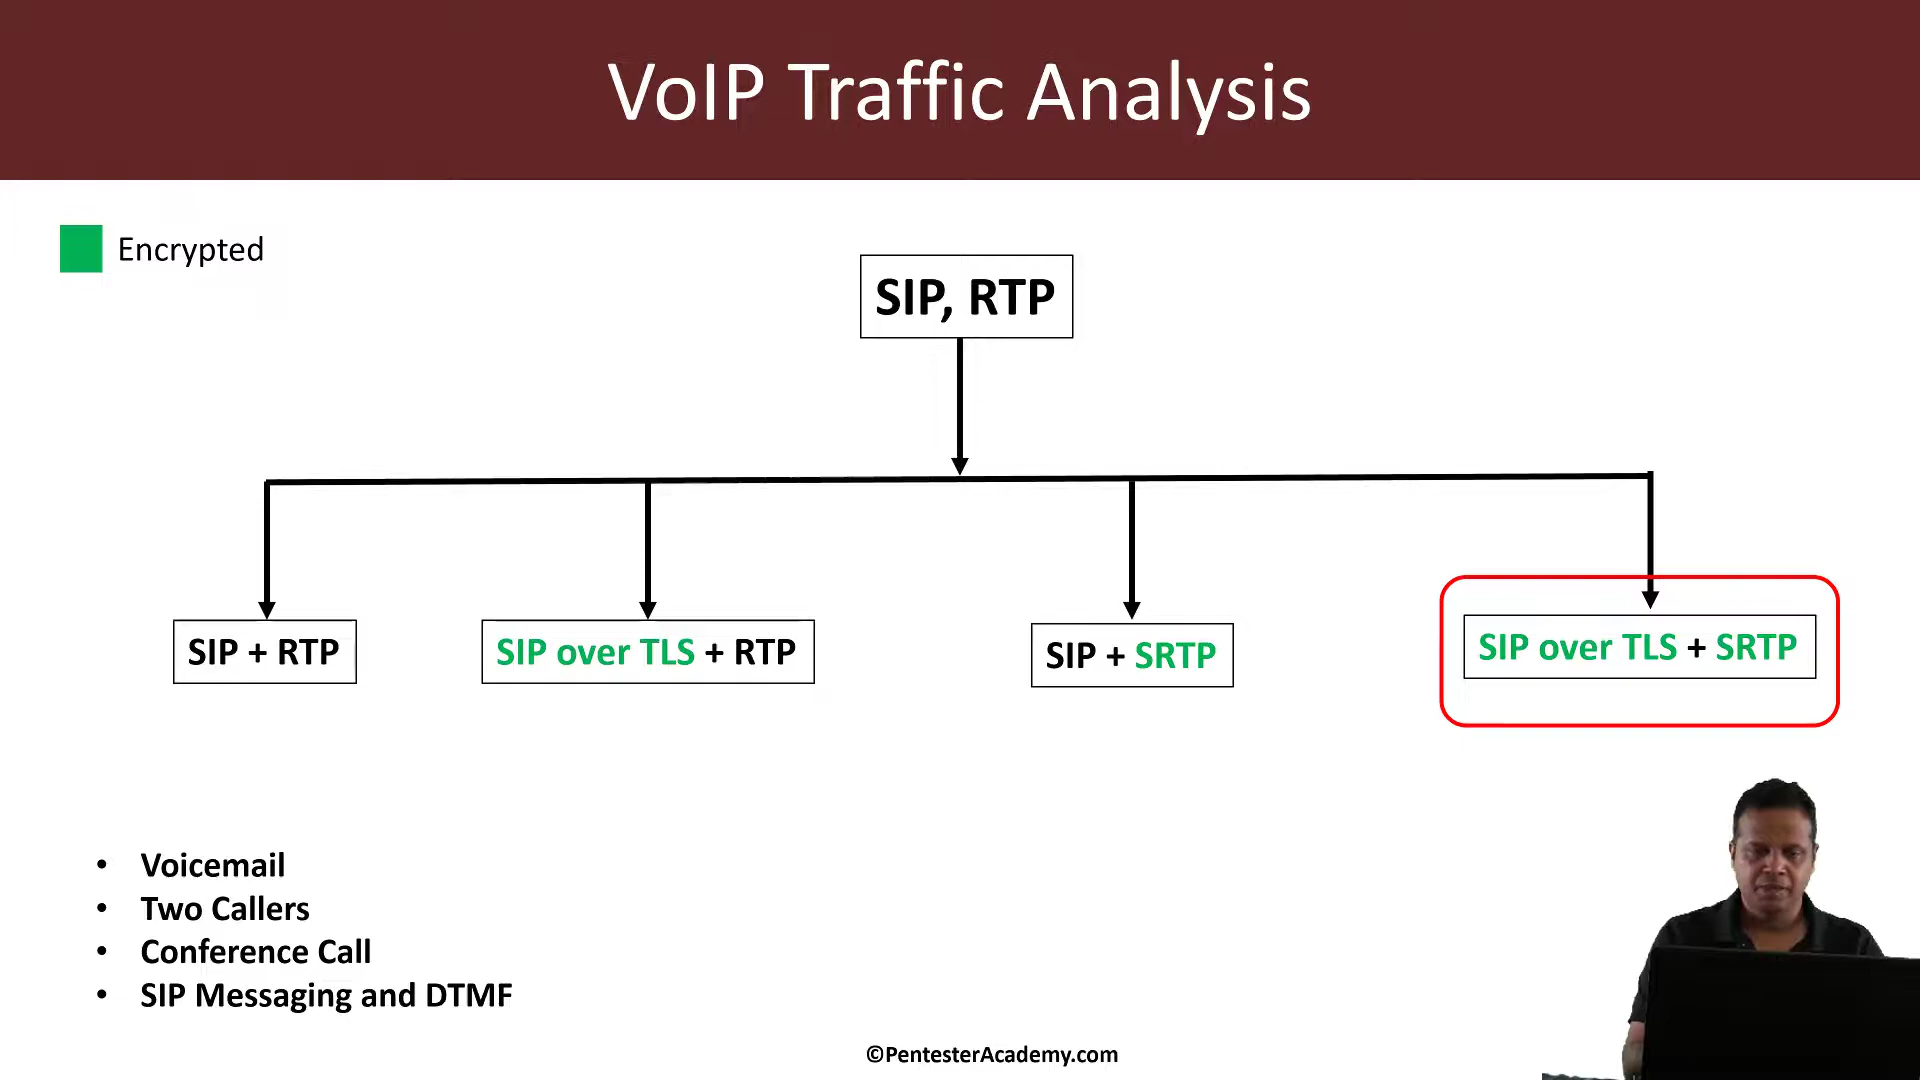 VoIP Traffic Analysis
Encrypted
SIP, RTP
SIP + RTP
SIP over TLS + RTP
SIP + SRTP
SIP over TLS + SRTP
• Voicemail
• Two Callers
• Conference Call
• SIP Messaging and DTMF
©PentesterAcademy.com